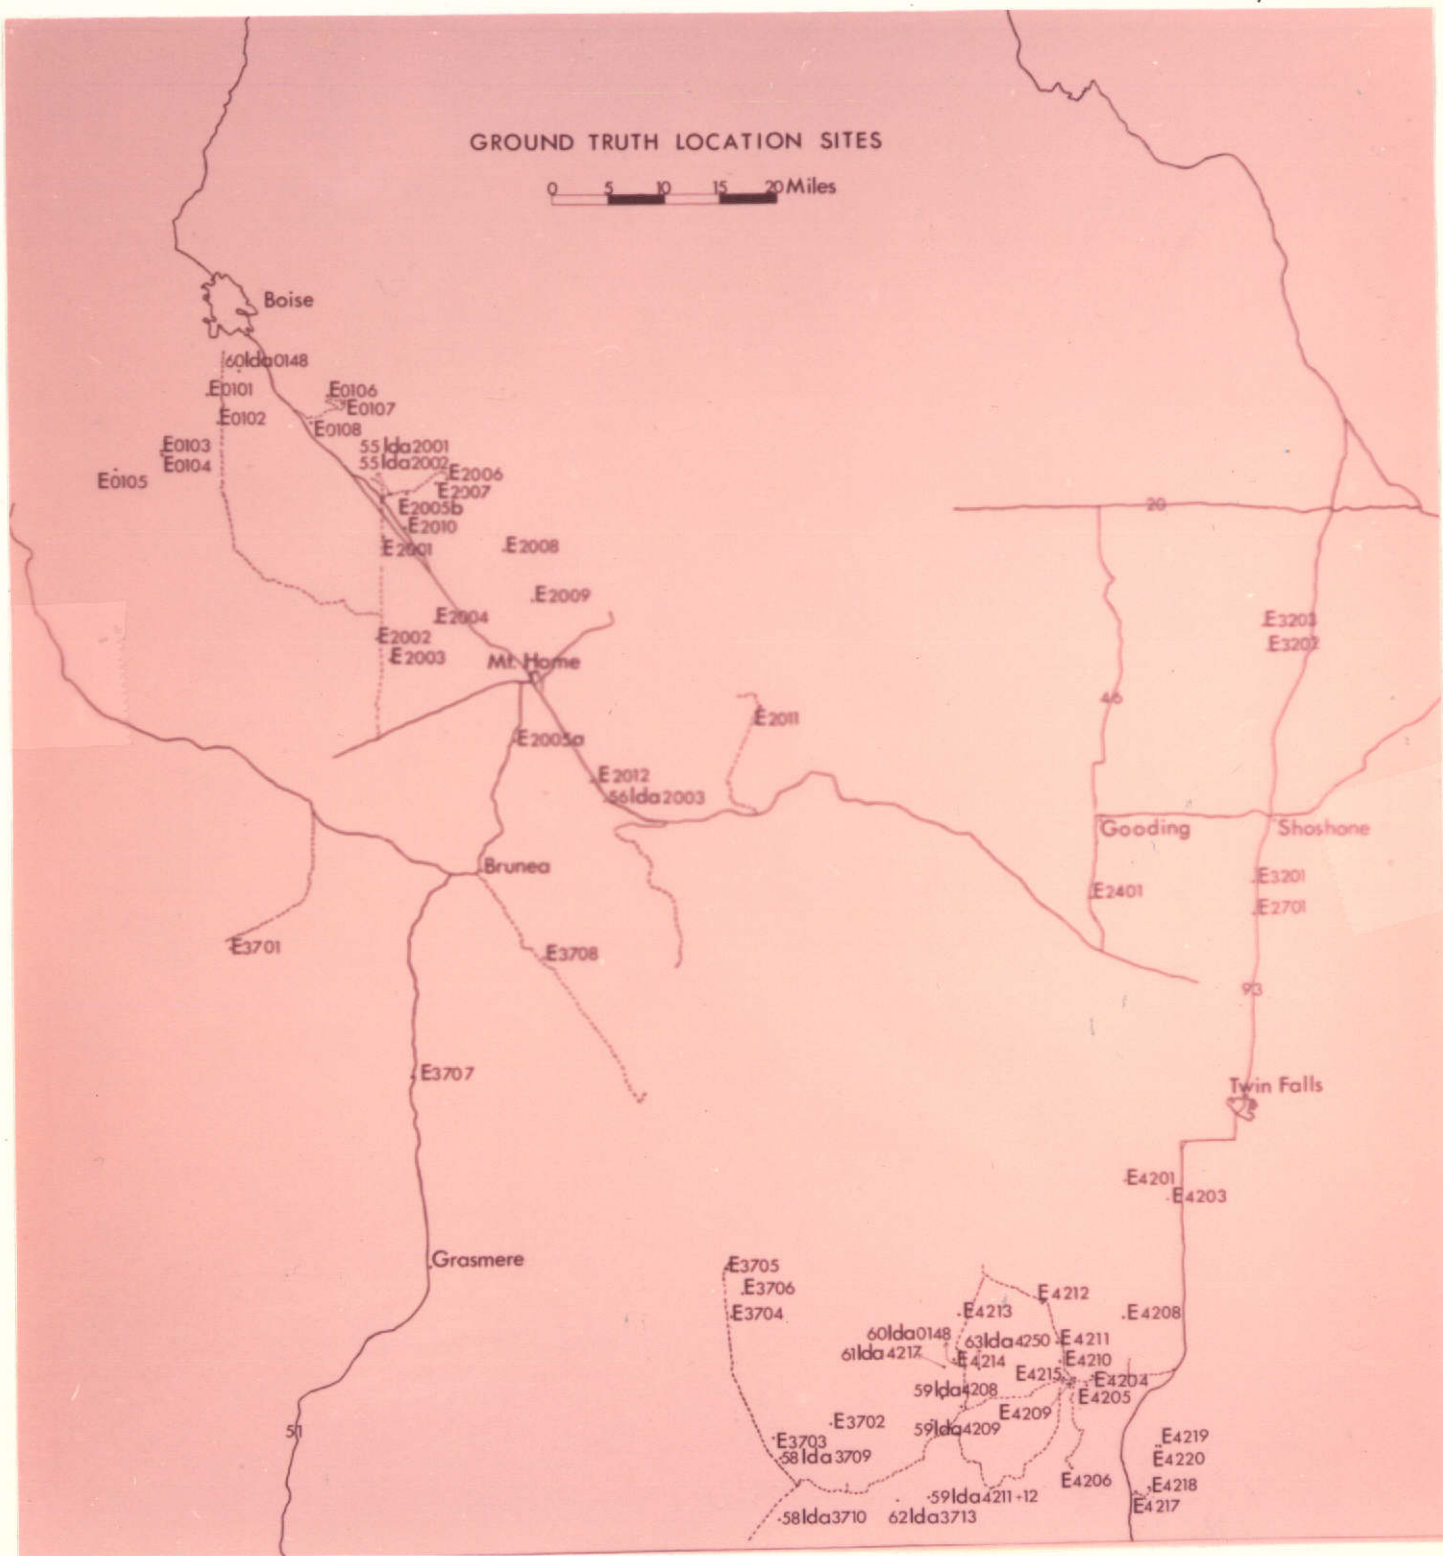 GROUND TRUTH LOCATION SITES
0 5 10 15 20 Miles
Boise
60Ida0148
E0101
E0106
E0107
E0102
E0108
E0103
55Ida2001
E0104
55Ida2002
E0105
E2006
E2007
E2005b
20
E2010
E2001
E2008
E2009
E2004
E3203
E2002
E3202
E2003
Mt. Home
46
E2011
E2005a
E2012
56Ida2003
Gooding
Shoshone
Brunea
E3201
E2401
E2701
E3701
E3708
93
E3707
Twin Falls
E4201
E4203
Grasmere
E3705
E3706
E4212
E3704
E4213
E4208
60Ida0148
63Ida4250
E4211
61Ida4217
E4214
E4210
E4215
E4204
59Ida4208
E4205
E4209
E3702
59Ida4209
51
E3703
E4219
58Ida3709
E4220
E4206
E4218
59Ida4211+12
E4217
58Ida3710
62Ida3713